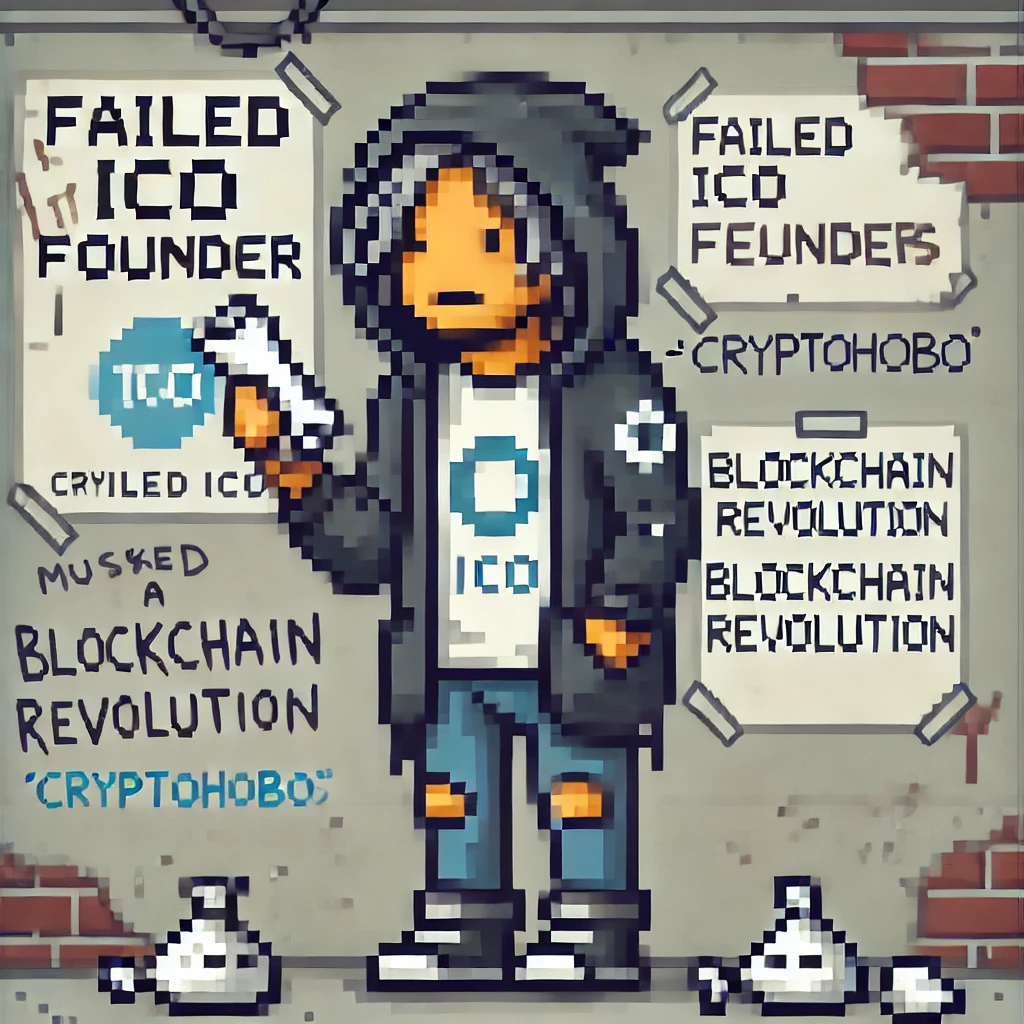 FAILED
ICO
FOUNDER
ICO
CRYILED ICO
MUSKED
A
BLOCKCHAIN
REVOLUTION
"CRYPTOHOBO"
ICO
FAILED
ICO
FEUNDERS
"CRYPTOHOBO"
BLOCKCHAIN
REVOLUTION
BLOCKCHAIN
REVOLUTION